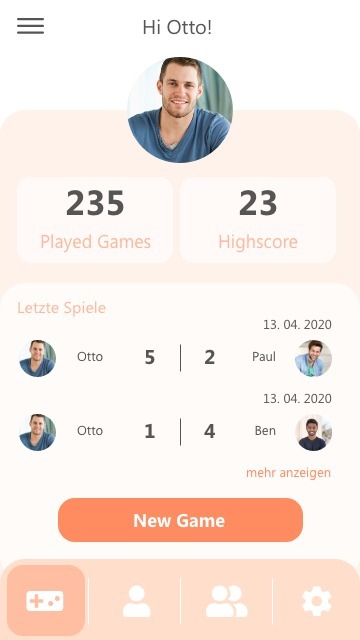 Hi Otto!
235
Played Games
23
Highscore
Letzte Spiele
13. 04. 2020
Otto 5 2 Paul
13. 04. 2020
Otto 1 4 Ben
mehr anzeigen
New Game